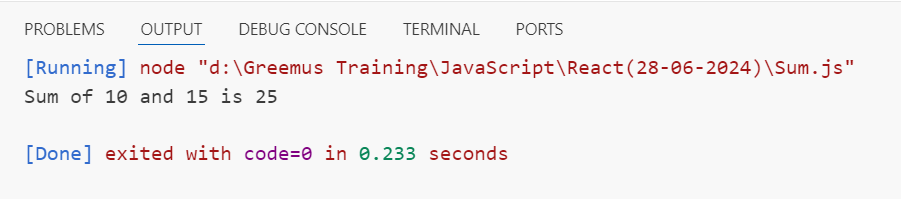 PROBLEMS OUTPUT DEBUG CONSOLE TERMINAL PORTS
[Running] node "d:\Greemus Training\JavaScript\React(28-06-2024)\Sum.js"
Sum of 10 and 15 is 25
[Done] exited with code=0 in 0.233 seconds